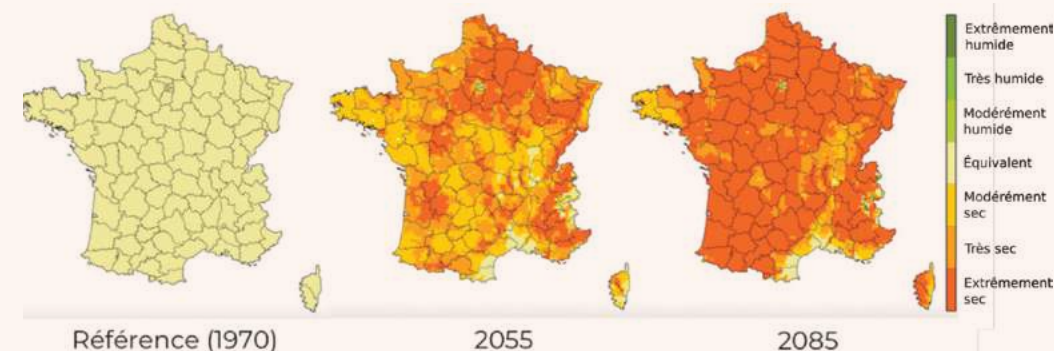 Extrêmement
humide
Très humide
Modérément
humide
Équivalent
Modérément
sec
Très sec
Extrêmement
sec
Référence (1970)
2055
2085